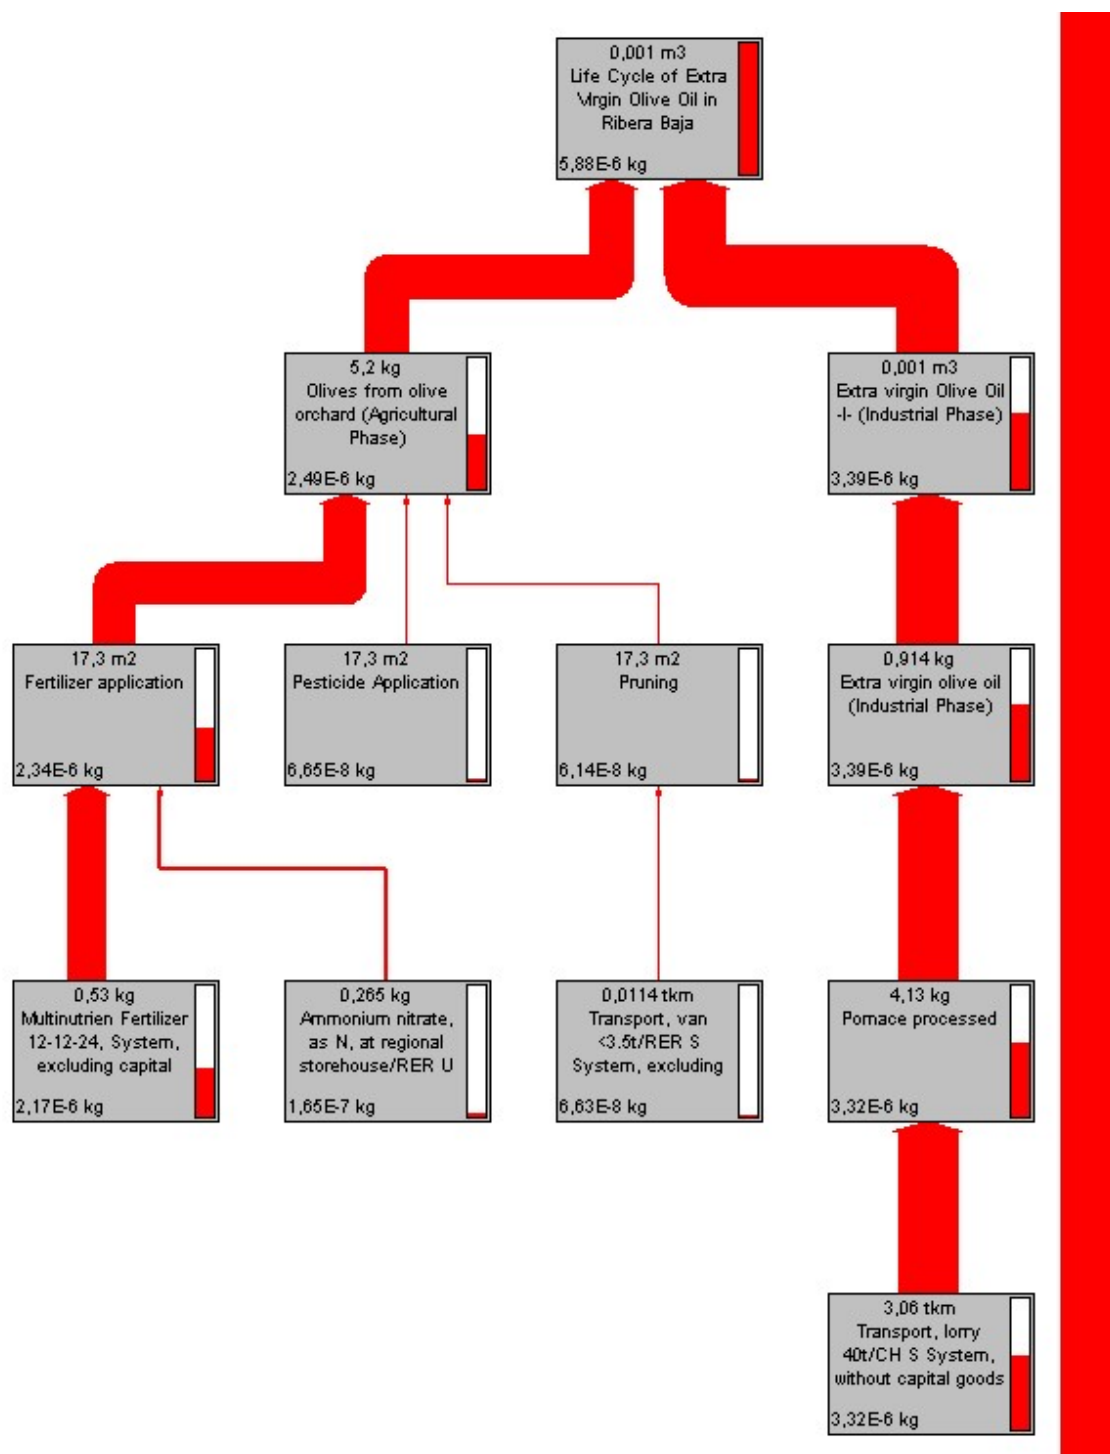 0,001 m3
Life Cycle of Extra
Virgin Olive Oil in
Ribera Baja
5,88E-6 kg
5,2 kg
Olives from olive
orchard (Agricultural
Phase)
2,49E-6 kg
0,001 m3
Extra virgin Olive Oil
-I- (Industrial Phase)
3,39E-6 kg
17,3 m2
Fertilizer application
2,34E-6 kg
17,3 m2
Pesticide Application
6,65E-8 kg
17,3 m2
Pruning
6,14E-8 kg
0,914 kg
Extra virgin olive oil
(Industrial Phase)
3,39E-6 kg
0,53 kg
Multinutrien Fertilizer
12-12-24, System,
excluding capital
2,17E-6 kg
0,265 kg
Ammonium nitrate,
as N, at regional
storehouse/RER U
1,65E-7 kg
0,0114 tkm
Transport, van
<3.5t/RER S
System, excluding
6,63E-8 kg
4,13 kg
Pomace processed
3,32E-6 kg
3,06 tkm
Transport, lorry
40t/CH S System,
without capital goods
3,32E-6 kg